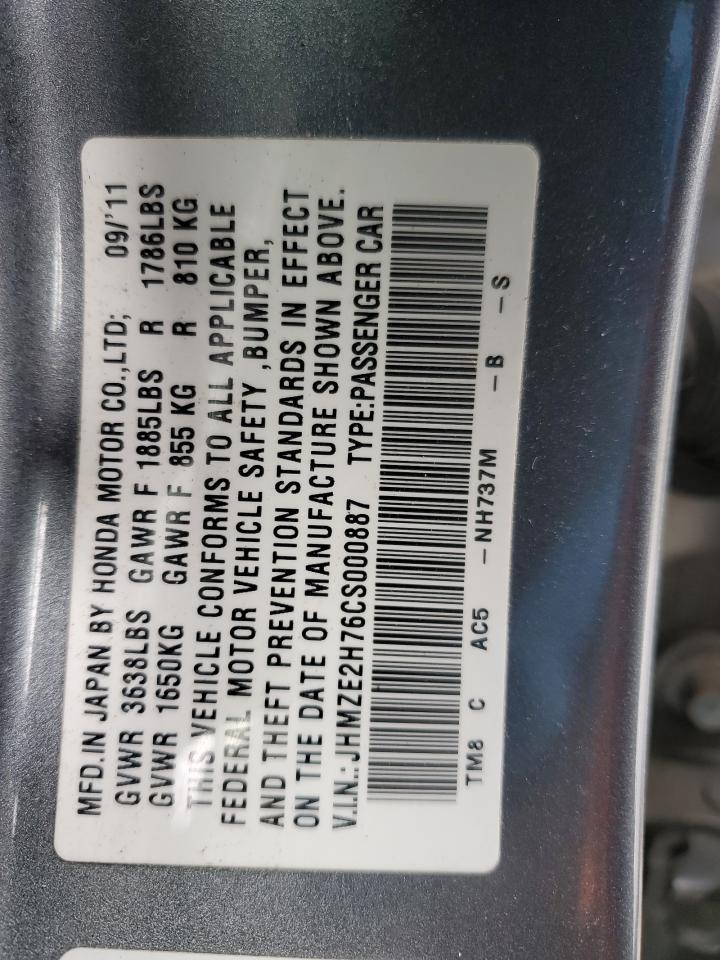 MFD.IN JAPAN BY HONDA MOTOR CO.,LTD; 09/'11
GVWR 3638LBS GAWR F 1885LBS R 1786LBS
GVWR 1650KG GAWR F 855 KG R 810 KG
THIS VEHICLE CONFORMS TO ALL APPLICABLE
FEDERAL MOTOR VEHICLE SAFETY ,BUMPER,
AND THEFT PREVENTION STANDARDS IN EFFECT
ON THE DATE OF MANUFACTURE SHOWN ABOVE.
V.I.N.:JHMZE2H76CS000887 TYPE:PASSENGER CAR
TM8 C AC5 -NH737M -B -S